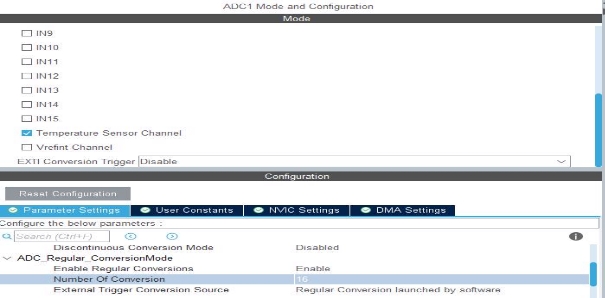 ADC1 Mode and Configuration
Mode
IN9
IN10
IN11
IN12
IN13
IN14
IN15
Temperature Sensor Channel
Vrefint Channel
EXTI Conversion Trigger Disable
Configuration
Reset Configuration
Parameter Settings User Constants NVIC Settings DMA Settings
Configure the below parameters :
Search (Ctrl+F)
Discontinuous Conversion Mode Disabled
ADC_Regular_ConversionMode
Enable Regular Conversions Enable
Number Of Conversion 16
External Trigger Conversion Source Regular Conversion launched by software